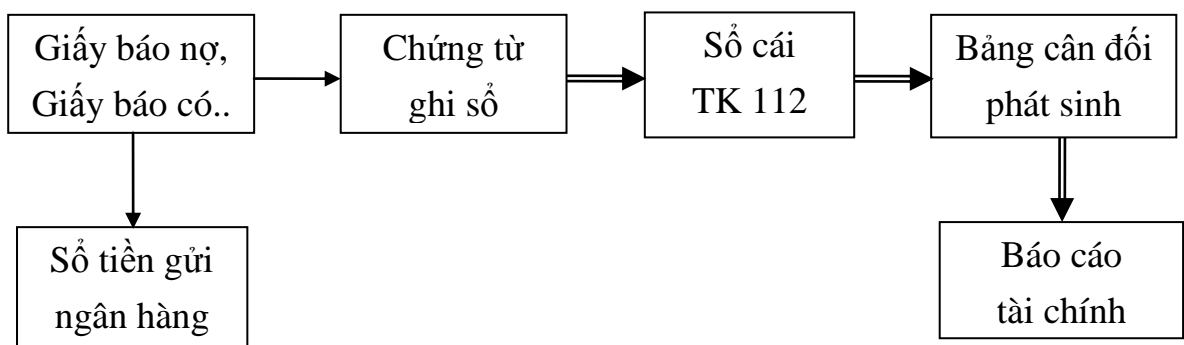 Giấy báo nợ,
Giấy báo có..
Chứng từ
ghi sổ
Sổ cái
TK 112
Bảng cân đối
phát sinh
Sổ tiền gửi
ngân hàng
Báo cáo
tài chính